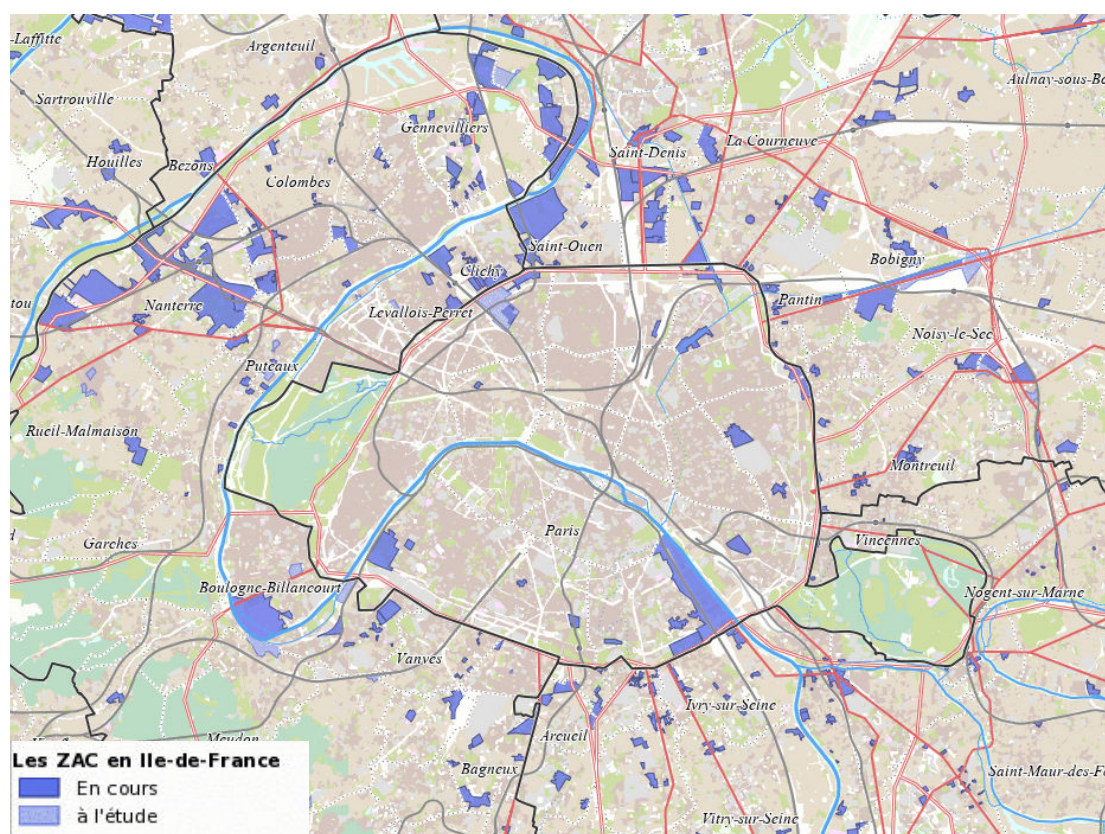 -Laffitte
Argenteuil
Aulnay-sous-Bo
Sartrouville
Gennevilliers
La Courneuve
Saint-Denis
Houilles
Bezons
Colombes
Saint-Ouen
Bobigny
Clichy
tou
Nanterre
Pantin
Levallois-Perret
Noisy-le-Sec
Puteaux
Rueil-Malmaison
Montreuil
Paris
Vincennes
Garches
Boulogne-Billancourt
Nogent-sur-Marne
Vanves
Ivry-sur-Seine
Meudon
Arcueil
Bagneux
Saint-Maur-des-Fo
Vitry-sur-Seine
Les ZAC en Ile-de-France
En cours
à l'étude